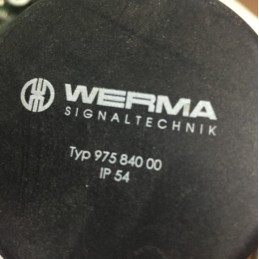 WERMA
SIGNALTECHNIK
Typ 975 840 00
IP 54